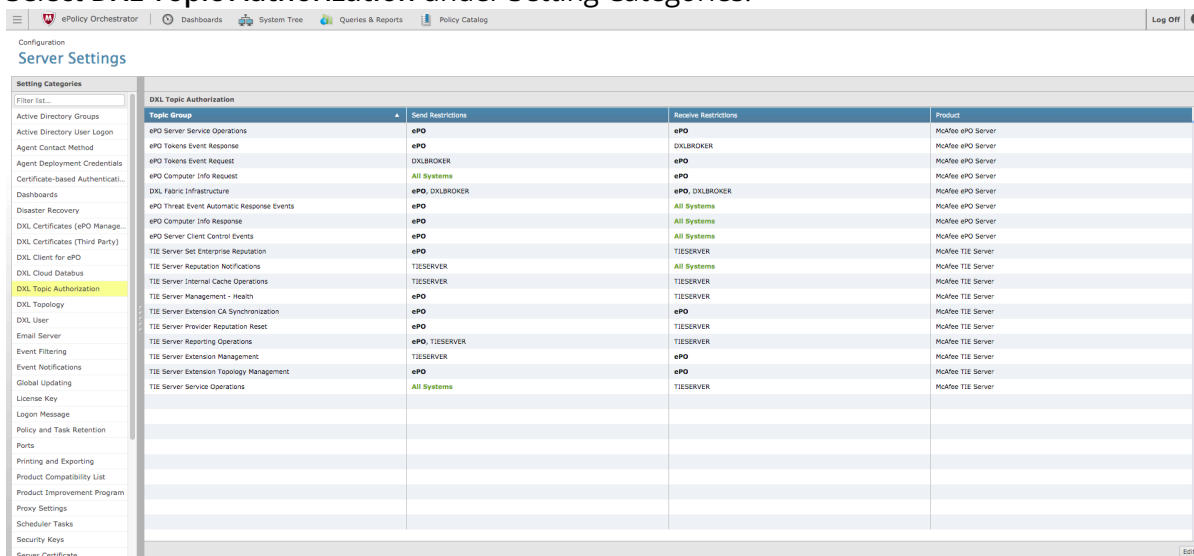 Select DXL Topic Authorization under Setting Categories.
ePolicy Orchestrator Dashboards System Tree Queries & Reports Policy Catalog Log Off
Configuration
Server Settings
Setting Categories
Filter list...
Active Directory Groups
Active Directory User Logon
Agent Contact Method
Agent Deployment Credentials
Certificate-based Authenticati...
Dashboards
Disaster Recovery
DXL Certificates (ePO Manage...
DXL Certificates (Third Party)
DXL Client for ePO
DXL Cloud Databus
DXL Topic Authorization
DXL Topology
DXL User
Email Server
Event Filtering
Event Notifications
Global Updating
License Key
Logon Message
Policy and Task Retention
Ports
Printing and Exporting
Product Compatibility List
Product Improvement Program
Proxy Settings
Scheduler Tasks
Security Keys
Server Certificate
DXL Topic Authorization
Topic Group Send Restrictions Receive Restrictions Product
ePO Server Service Operations ePO ePO McAfee ePO Server
ePO Tokens Event Response ePO DXLBROKER McAfee ePO Server
ePO Tokens Event Request DXLBROKER ePO McAfee ePO Server
ePO Computer Info Request All Systems ePO McAfee ePO Server
DXL Fabric Infrastructure ePO, DXLBROKER ePO, DXLBROKER McAfee ePO Server
ePO Threat Event Automatic Response Events ePO All Systems McAfee ePO Server
ePO Computer Info Response ePO All Systems McAfee ePO Server
ePO Server Client Control Events ePO All Systems McAfee ePO Server
TIE Server Set Enterprise Reputation ePO TIESERVER McAfee TIE Server
TIE Server Reputation Notifications TIESERVER All Systems McAfee TIE Server
TIE Server Internal Cache Operations TIESERVER TIESERVER McAfee TIE Server
TIE Server Management - Health ePO TIESERVER McAfee TIE Server
TIE Server Extension CA Synchronization ePO ePO McAfee TIE Server
TIE Server Provider Reputation Reset ePO TIESERVER McAfee TIE Server
TIE Server Reporting Operations ePO, TIESERVER TIESERVER McAfee TIE Server
TIE Server Extension Management TIESERVER ePO McAfee TIE Server
TIE Server Extension Topology Management ePO ePO McAfee TIE Server
TIE Server Service Operations All Systems TIESERVER McAfee TIE Server
Edit